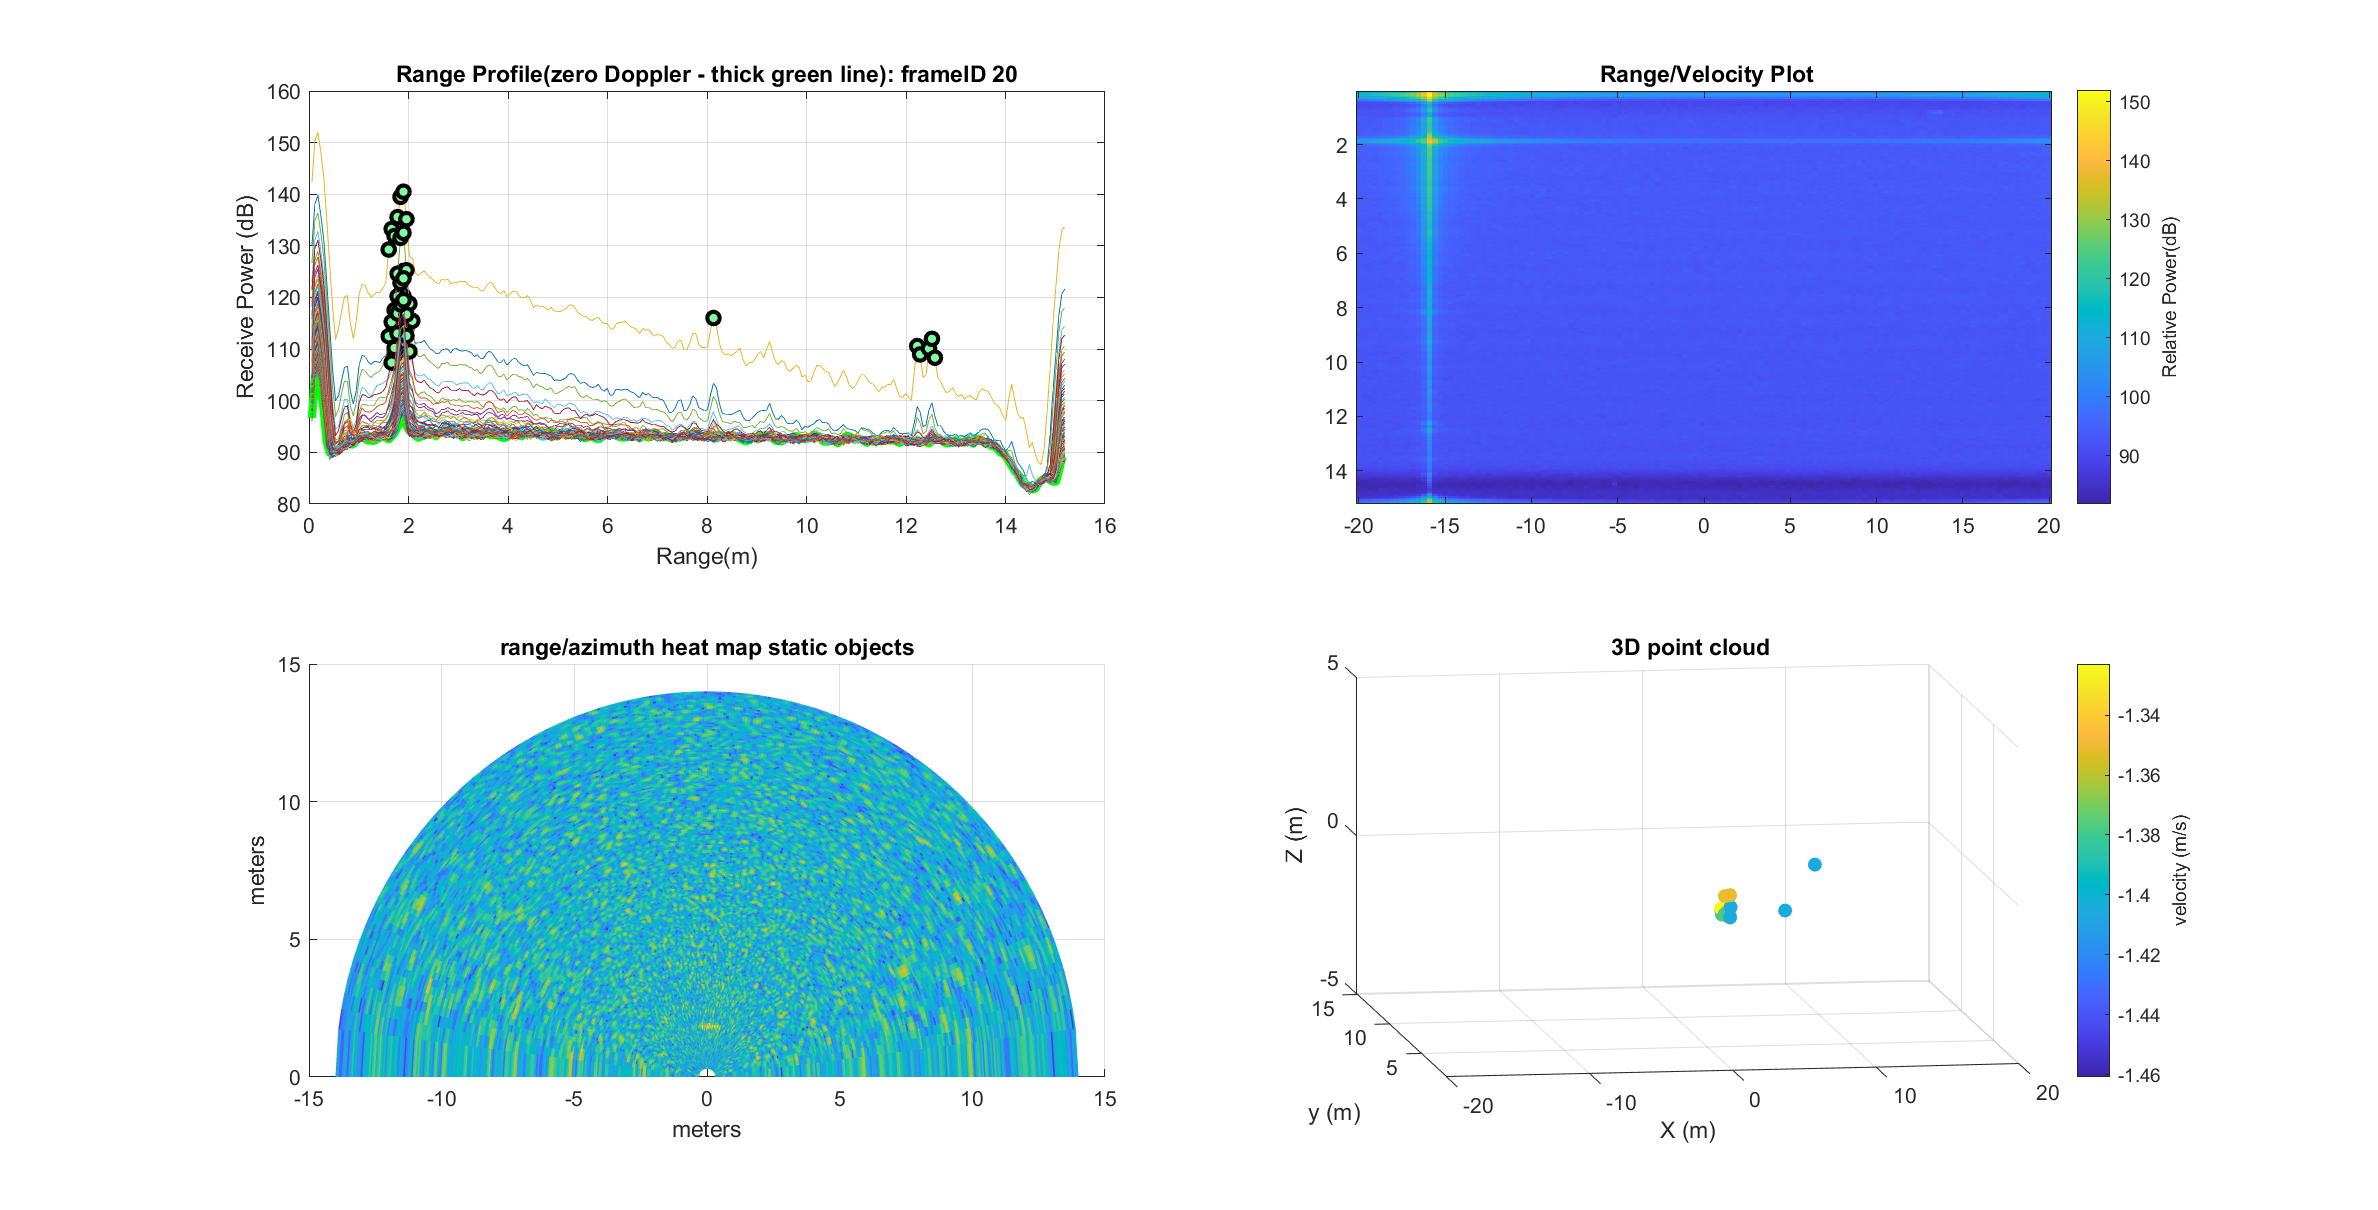 Range Profile(zero Doppler - thick green line): frameID 20
160
150
140
130
120
110
100
90
80
Receive Power (dB)
0 2 4 6 8 10 12 14 16
Range(m)
Range/Velocity Plot
2
4
6
8
10
12
14
-20 -15 -10 -5 0 5 10 15 20
150
140
130
120
110
100
90
Relative Power(dB)
range/azimuth heat map static objects
15
10
5
0
meters
-15 -10 -5 0 5 10 15
meters
3D point cloud
5
0
-5
Z (m)
15
10
5
y (m)
-20 -10 0 10 20
X (m)
-1.34
-1.36
-1.38
-1.4
-1.42
-1.44
-1.46
velocity (m/s)